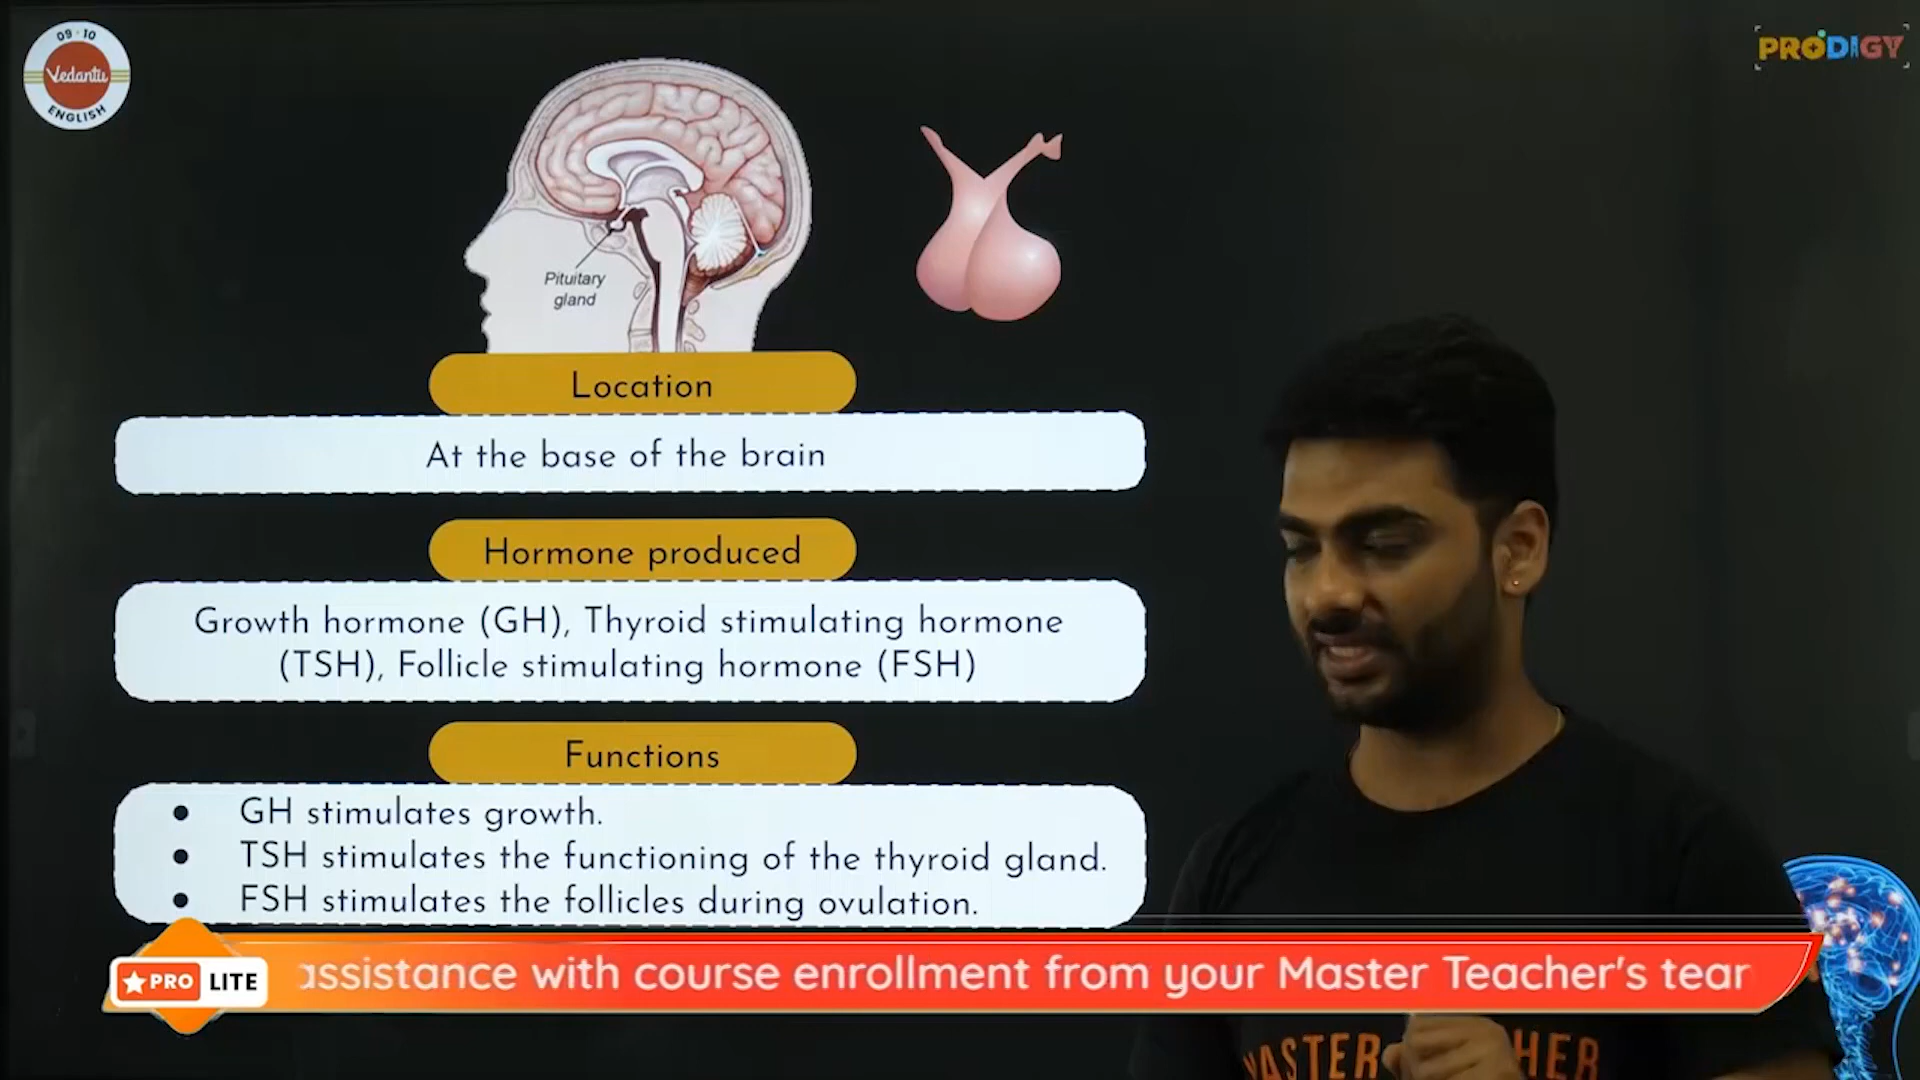 09-10
Vedantu
ENGLISH
PRODIGY
Pituitary
gland
Location
At the base of the brain
Hormone produced
Growth hormone (GH), Thyroid stimulating hormone
(TSH), Follicle stimulating hormone (FSH)
Functions
• GH stimulates growth.
• TSH stimulates the functioning of the thyroid gland.
• FSH stimulates the follicles during ovulation.
PRO LITE
assistance with course enrollment from your Master Teacher's tear
MASTER HER